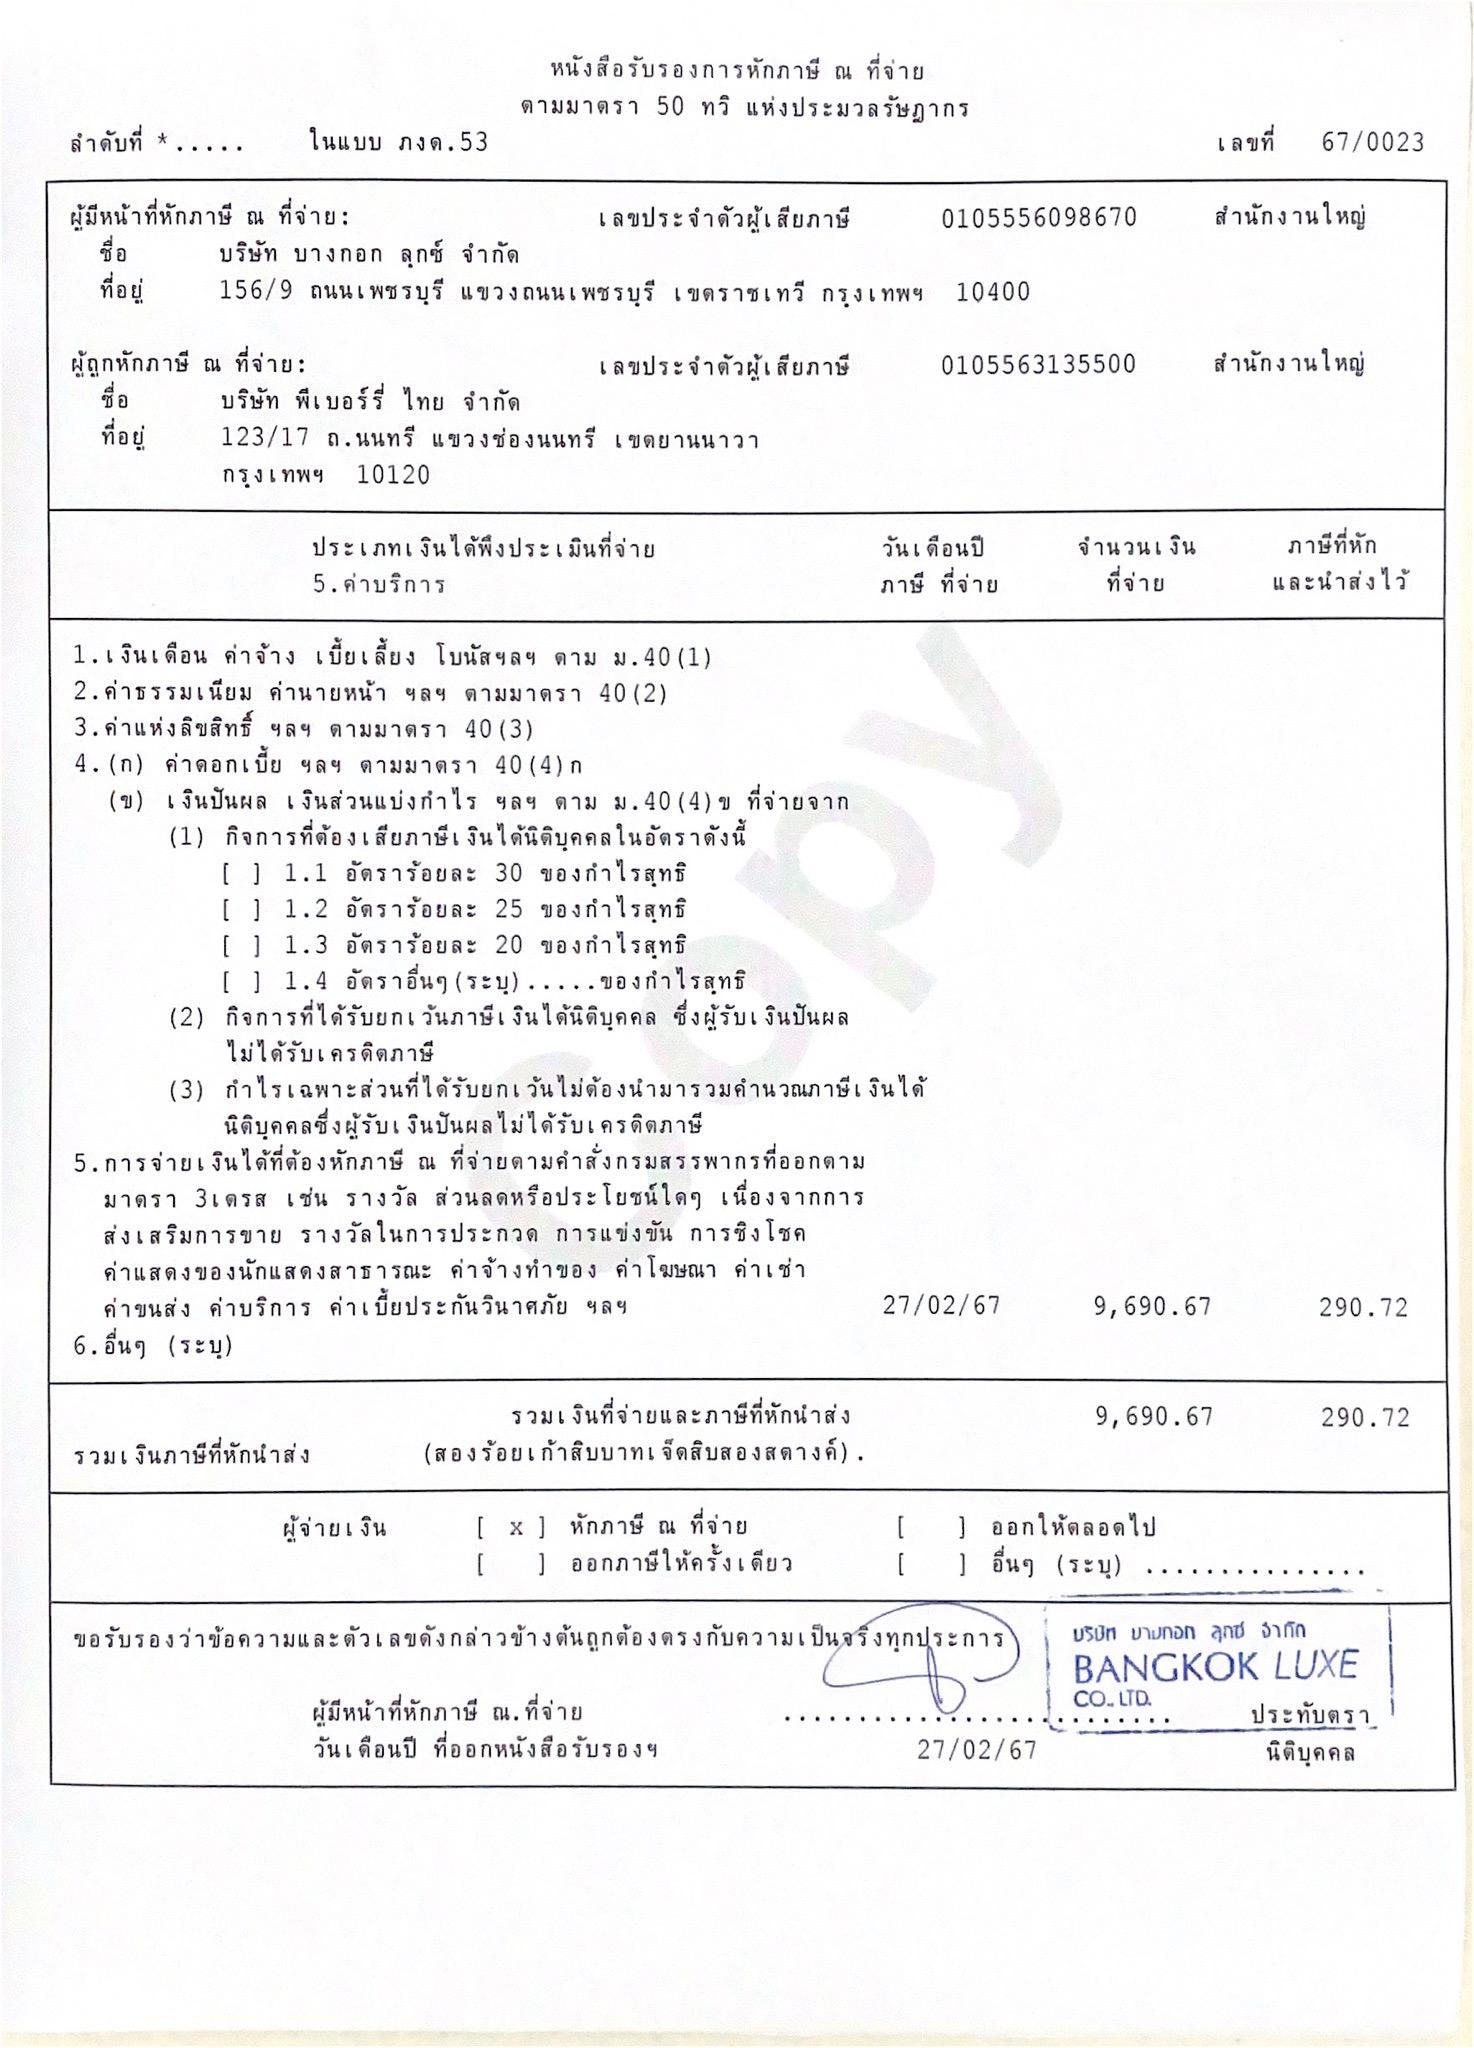 หนังสือรับรองการหักภาษี ณ ที่จ่าย
ตามมาตรา 50 ทวิ แห่งประมวลรัษฎากร
ลำดับที่ *..... ในแบบ ภงด.53 เลขที่ 67/0023
ผู้มีหน้าที่หักภาษี ณ ที่จ่าย: เลขประจำตัวผู้เสียภาษี 0105556098670 สำนักงานใหญ่
ชื่อ บริษัท บางกอก ลุกซ์ จำกัด
ที่อยู่ 156/9 ถนนเพชรบุรี แขวงถนนเพชรบุรี เขตราชเทวี กรุงเทพฯ 10400
ผู้ถูกหักภาษี ณ ที่จ่าย: เลขประจำตัวผู้เสียภาษี 0105563135500 สำนักงานใหญ่
ชื่อ บริษัท พีเบอร์รี่ ไทย จำกัด
ที่อยู่ 123/17 ถ.นนทรี แขวงช่องนนทรี เขตยานนาวา
กรุงเทพฯ 10120
ประเภทเงินได้พึงประเมินที่จ่าย วันเดือนปี จำนวนเงิน ภาษีที่หัก
5.ค่าบริการ ภาษี ที่จ่าย ที่จ่าย และนำส่งไว้
1.เงินเดือน ค่าจ้าง เบี้ยเลี้ยง โบนัสฯลฯ ตาม ม.40(1)
2.ค่าธรรมเนียม ค่านายหน้า ฯลฯ ตามมาตรา 40(2)
3.ค่าแห่งลิขสิทธิ์ ฯลฯ ตามมาตรา 40(3)
4.(ก) ค่าดอกเบี้ย ฯลฯ ตามมาตรา 40(4)ก
(ข) เงินปันผล เงินส่วนแบ่งกำไร ฯลฯ ตาม ม.40(4)ข ที่จ่ายจาก
(1) กิจการที่ต้องเสียภาษีเงินได้นิติบุคคลในอัตราดังนี้
[ ] 1.1 อัตราร้อยละ 30 ของกำไรสุทธิ
[ ] 1.2 อัตราร้อยละ 25 ของกำไรสุทธิ
[ ] 1.3 อัตราร้อยละ 20 ของกำไรสุทธิ
[ ] 1.4 อัตราอื่นๆ(ระบุ).....ของกำไรสุทธิ
(2) กิจการที่ได้รับยกเว้นภาษีเงินได้นิติบุคคล ซึ่งผู้รับเงินปันผล
ไม่ได้รับเครดิตภาษี
(3) กำไรเฉพาะส่วนที่ได้รับยกเว้นไม่ต้องนำมารวมคำนวณภาษีเงินได้
นิติบุคคลซึ่งผู้รับเงินปันผลไม่ได้รับเครดิตภาษี
5.การจ่ายเงินได้ที่ต้องหักภาษี ณ ที่จ่ายตามคำสั่งกรมสรรพากรที่ออกตาม
มาตรา 3เตรส เช่น รางวัล ส่วนลดหรือประโยชน์ใดๆ เนื่องจากการ
ส่งเสริมการขาย รางวัลในการประกวด การแข่งขัน การชิงโชค
ค่าแสดงของนักแสดงสาธารณะ ค่าจ้างทำของ ค่าโฆษณา ค่าเช่า
ค่าขนส่ง ค่าบริการ ค่าเบี้ยประกันวินาศภัย ฯลฯ 27/02/67 9,690.67 290.72
6.อื่นๆ (ระบุ)
Copy
รวมเงินที่จ่ายและภาษีที่หักนำส่ง 9,690.67 290.72
รวมเงินภาษีที่หักนำส่ง (สองร้อยเก้าสิบบาทเจ็ดสิบสองสตางค์).
ผู้จ่ายเงิน [ x ] หักภาษี ณ ที่จ่าย [ ] ออกให้ตลอดไป
[ ] ออกภาษีให้ครั้งเดียว [ ] อื่นๆ (ระบุ) ...............
ขอรับรองว่าข้อความและตัวเลขดังกล่าวข้างต้นถูกต้องตรงกับความเป็นจริงทุกประการ
บริษัท บางกอก ลุกซ์ จำกัด
BANGKOK LUXE
CO., LTD.
ผู้มีหน้าที่หักภาษี ณ.ที่จ่าย .......................... ประทับตรา
วันเดือนปี ที่ออกหนังสือรับรองฯ 27/02/67 นิติบุคคล